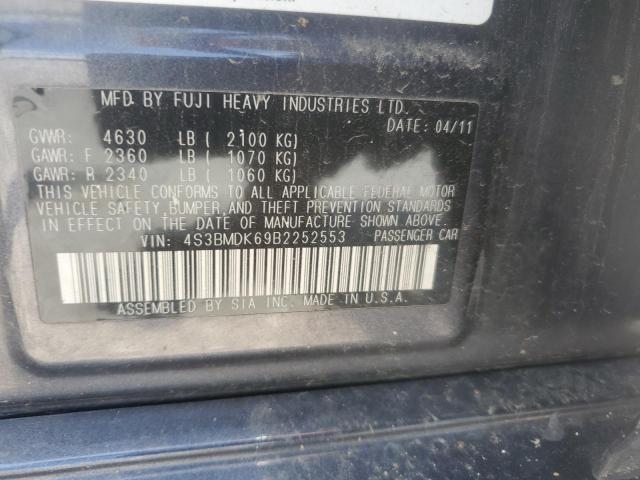 MFD BY FUJI HEAVY INDUSTRIES LTD.
DATE: 04/11
GVWR: 4630 LB ( 2100 KG)
GAWR: F 2360 LB ( 1070 KG)
GAWR: R 2340 LB ( 1060 KG)
THIS VEHICLE CONFORMS TO ALL APPLICABLE FEDERAL MOTOR
VEHICLE SAFETY, BUMPER, AND THEFT PREVENTION STANDARDS
IN EFFECT ON THE DATE OF MANUFACTURE SHOWN ABOVE.
VIN: 4S3BMDK69B2252553 PASSENGER CAR
ASSEMBLED BY SIA INC. MADE IN U.S.A.